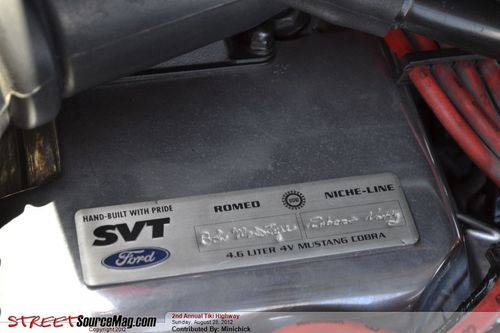 HAND-BUILT WITH PRIDE
ROMEO
NICHE-LINE
SVT
Ford
4.6 LITER 4V MUSTANG COBRA
2nd Annual Tiki Highway
Sunday, August 26, 2012
Contributed By: Minichick
STREETSourceMag.com
Copyright 2012